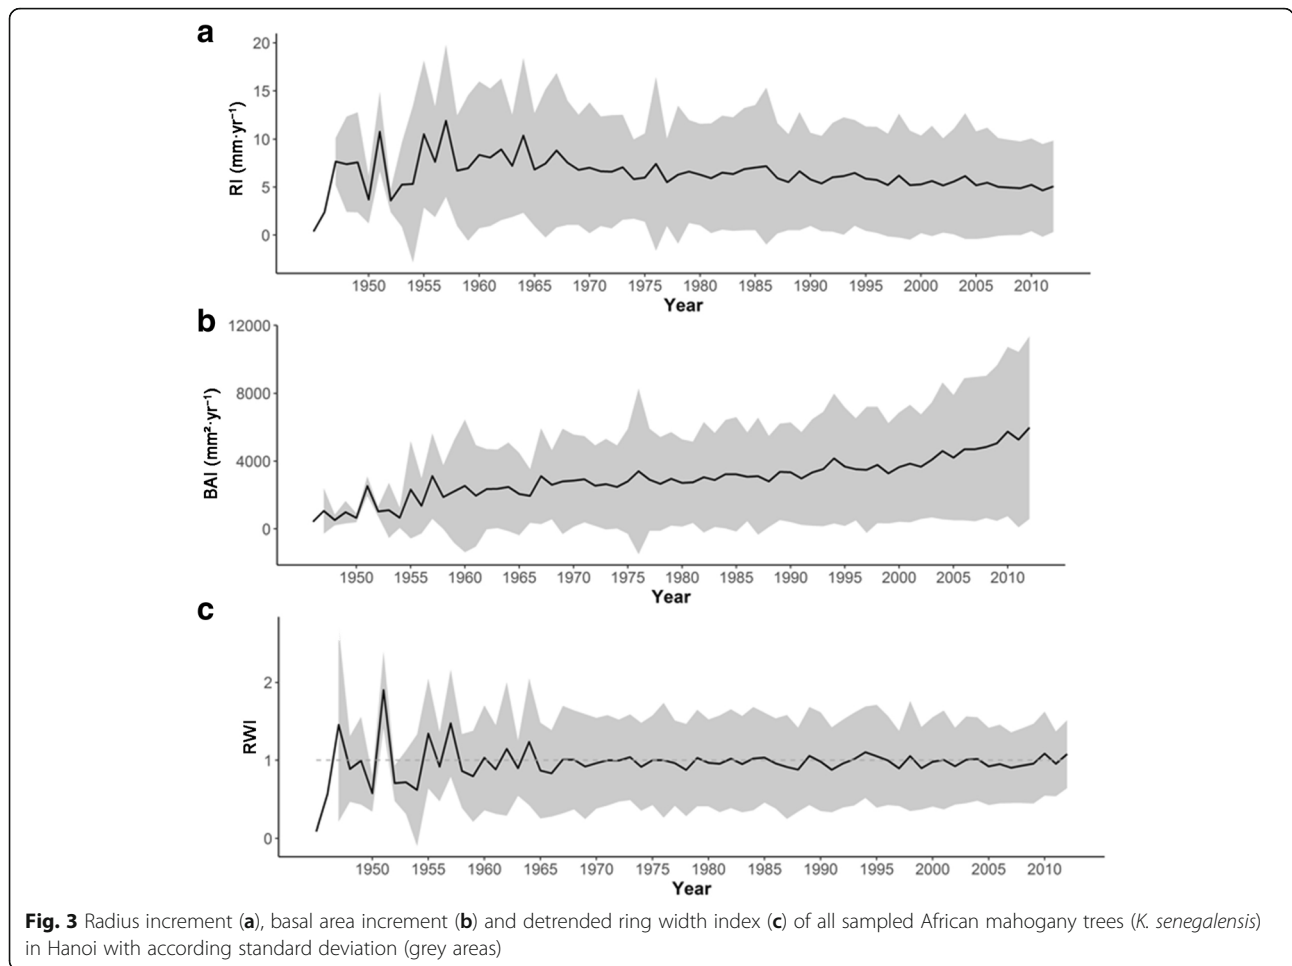 a
RI (mm·yr⁻¹)
20
15
10
5
0
1950 1955 1960 1965 1970 1975 1980 1985 1990 1995 2000 2005 2010
Year
b
BAI (mm²·yr⁻¹)
12000
8000
4000
0
1950 1955 1960 1965 1970 1975 1980 1985 1990 1995 2000 2005 2010
Year
c
RWI
2
1
0
1950 1955 1960 1965 1970 1975 1980 1985 1990 1995 2000 2005 2010
Year
Fig. 3 Radius increment (a), basal area increment (b) and detrended ring width index (c) of all sampled African mahogany trees (K. senegalensis)
in Hanoi with according standard deviation (grey areas)